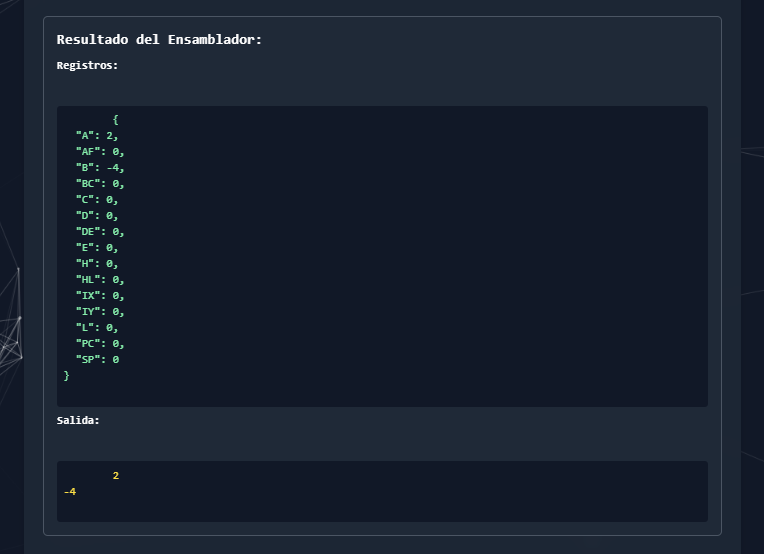 Resultado del Ensamblador:
Registros:
{
"A": 2,
"AF": 0,
"B": -4,
"BC": 0,
"C": 0,
"D": 0,
"DE": 0,
"E": 0,
"H": 0,
"HL": 0,
"IX": 0,
"IY": 0,
"L": 0,
"PC": 0,
"SP": 0
}
Salida:
2
-4